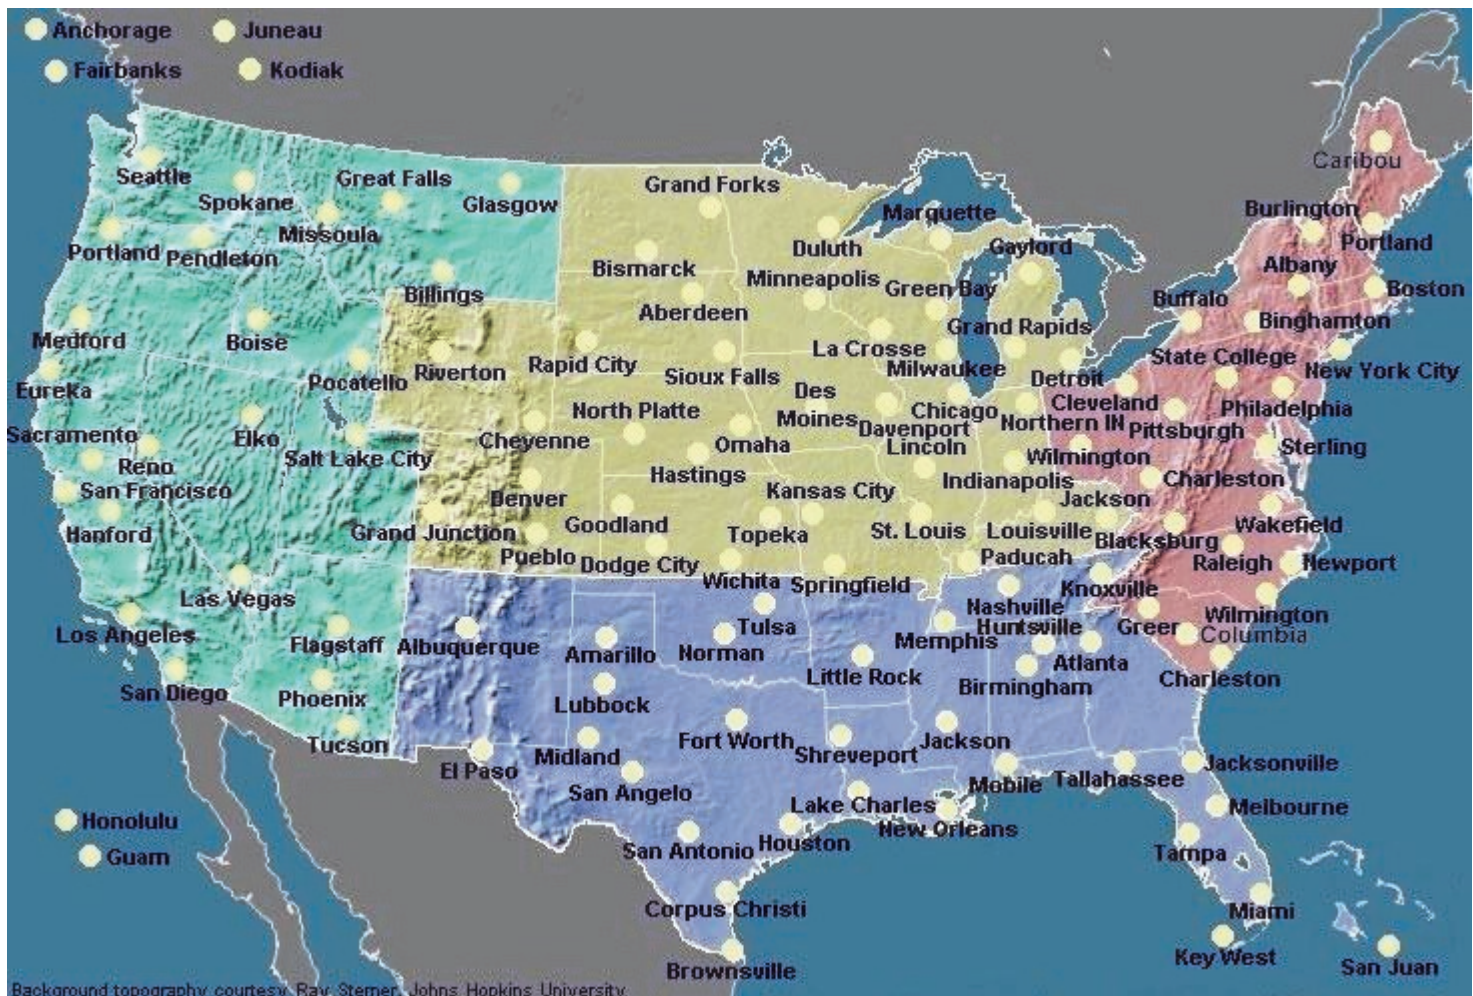 Anchorage
Juneau
Fairbanks
Kodiak
Caribou
Seattle
Great Falls
Grand Forks
Spokane
Glasgow
Marquette
Burlington
Missoula
Portland
Pendleton
Duluth
Gaylord
Portland
Bismarck
Albany
Minneapolis
Billings
Green Bay
Buffalo
Boston
Aberdeen
Binghamton
Grand Rapids
Medford
Boise
La Crosse
State College
Rapid City
Milwaukee
New York City
Riverton
Sioux Falls
Detroit
Pocatello
Eureka
Des
Moines
North Platte
Chicago
Cleveland
Philadelphia
Northern IN
Davenport
Pittsburgh
Sacramento
Elko
Cheyenne
Omaha
Lincoln
Sterling
Reno
Salt Lake City
Wilmington
Hastings
Indianapolis
Charleston
San Francisco
Denver
Kansas City
Jackson
Goodland
Wakefield
Hanford
Grand Junction
Topeka
St. Louis
Louisville
Blacksburg
Pueblo
Dodge City
Paducah
Raleigh
Newport
Wichita
Springfield
Knoxville
Las Vegas
Nashville
Wilmington
Los Angeles
Flagstaff
Albuquerque
Tulsa
Huntsville
Greer
Columbia
Memphis
Amarillo
Norman
Atlanta
Little Rock
Birmingham
Charleston
San Diego
Phoenix
Lubbock
Tucson
Midland
Fort Worth
Shreveport
Jackson
El Paso
Jacksonville
Mobile
Tallahassee
San Angelo
Lake Charles
Melbourne
Honolulu
New Orleans
San Antonio
Houston
Guam
Tampa
Corpus Christi
Miami
Key West
San Juan
Brownsville
Background topography courtesy Ray Sterner, Johns Hopkins University